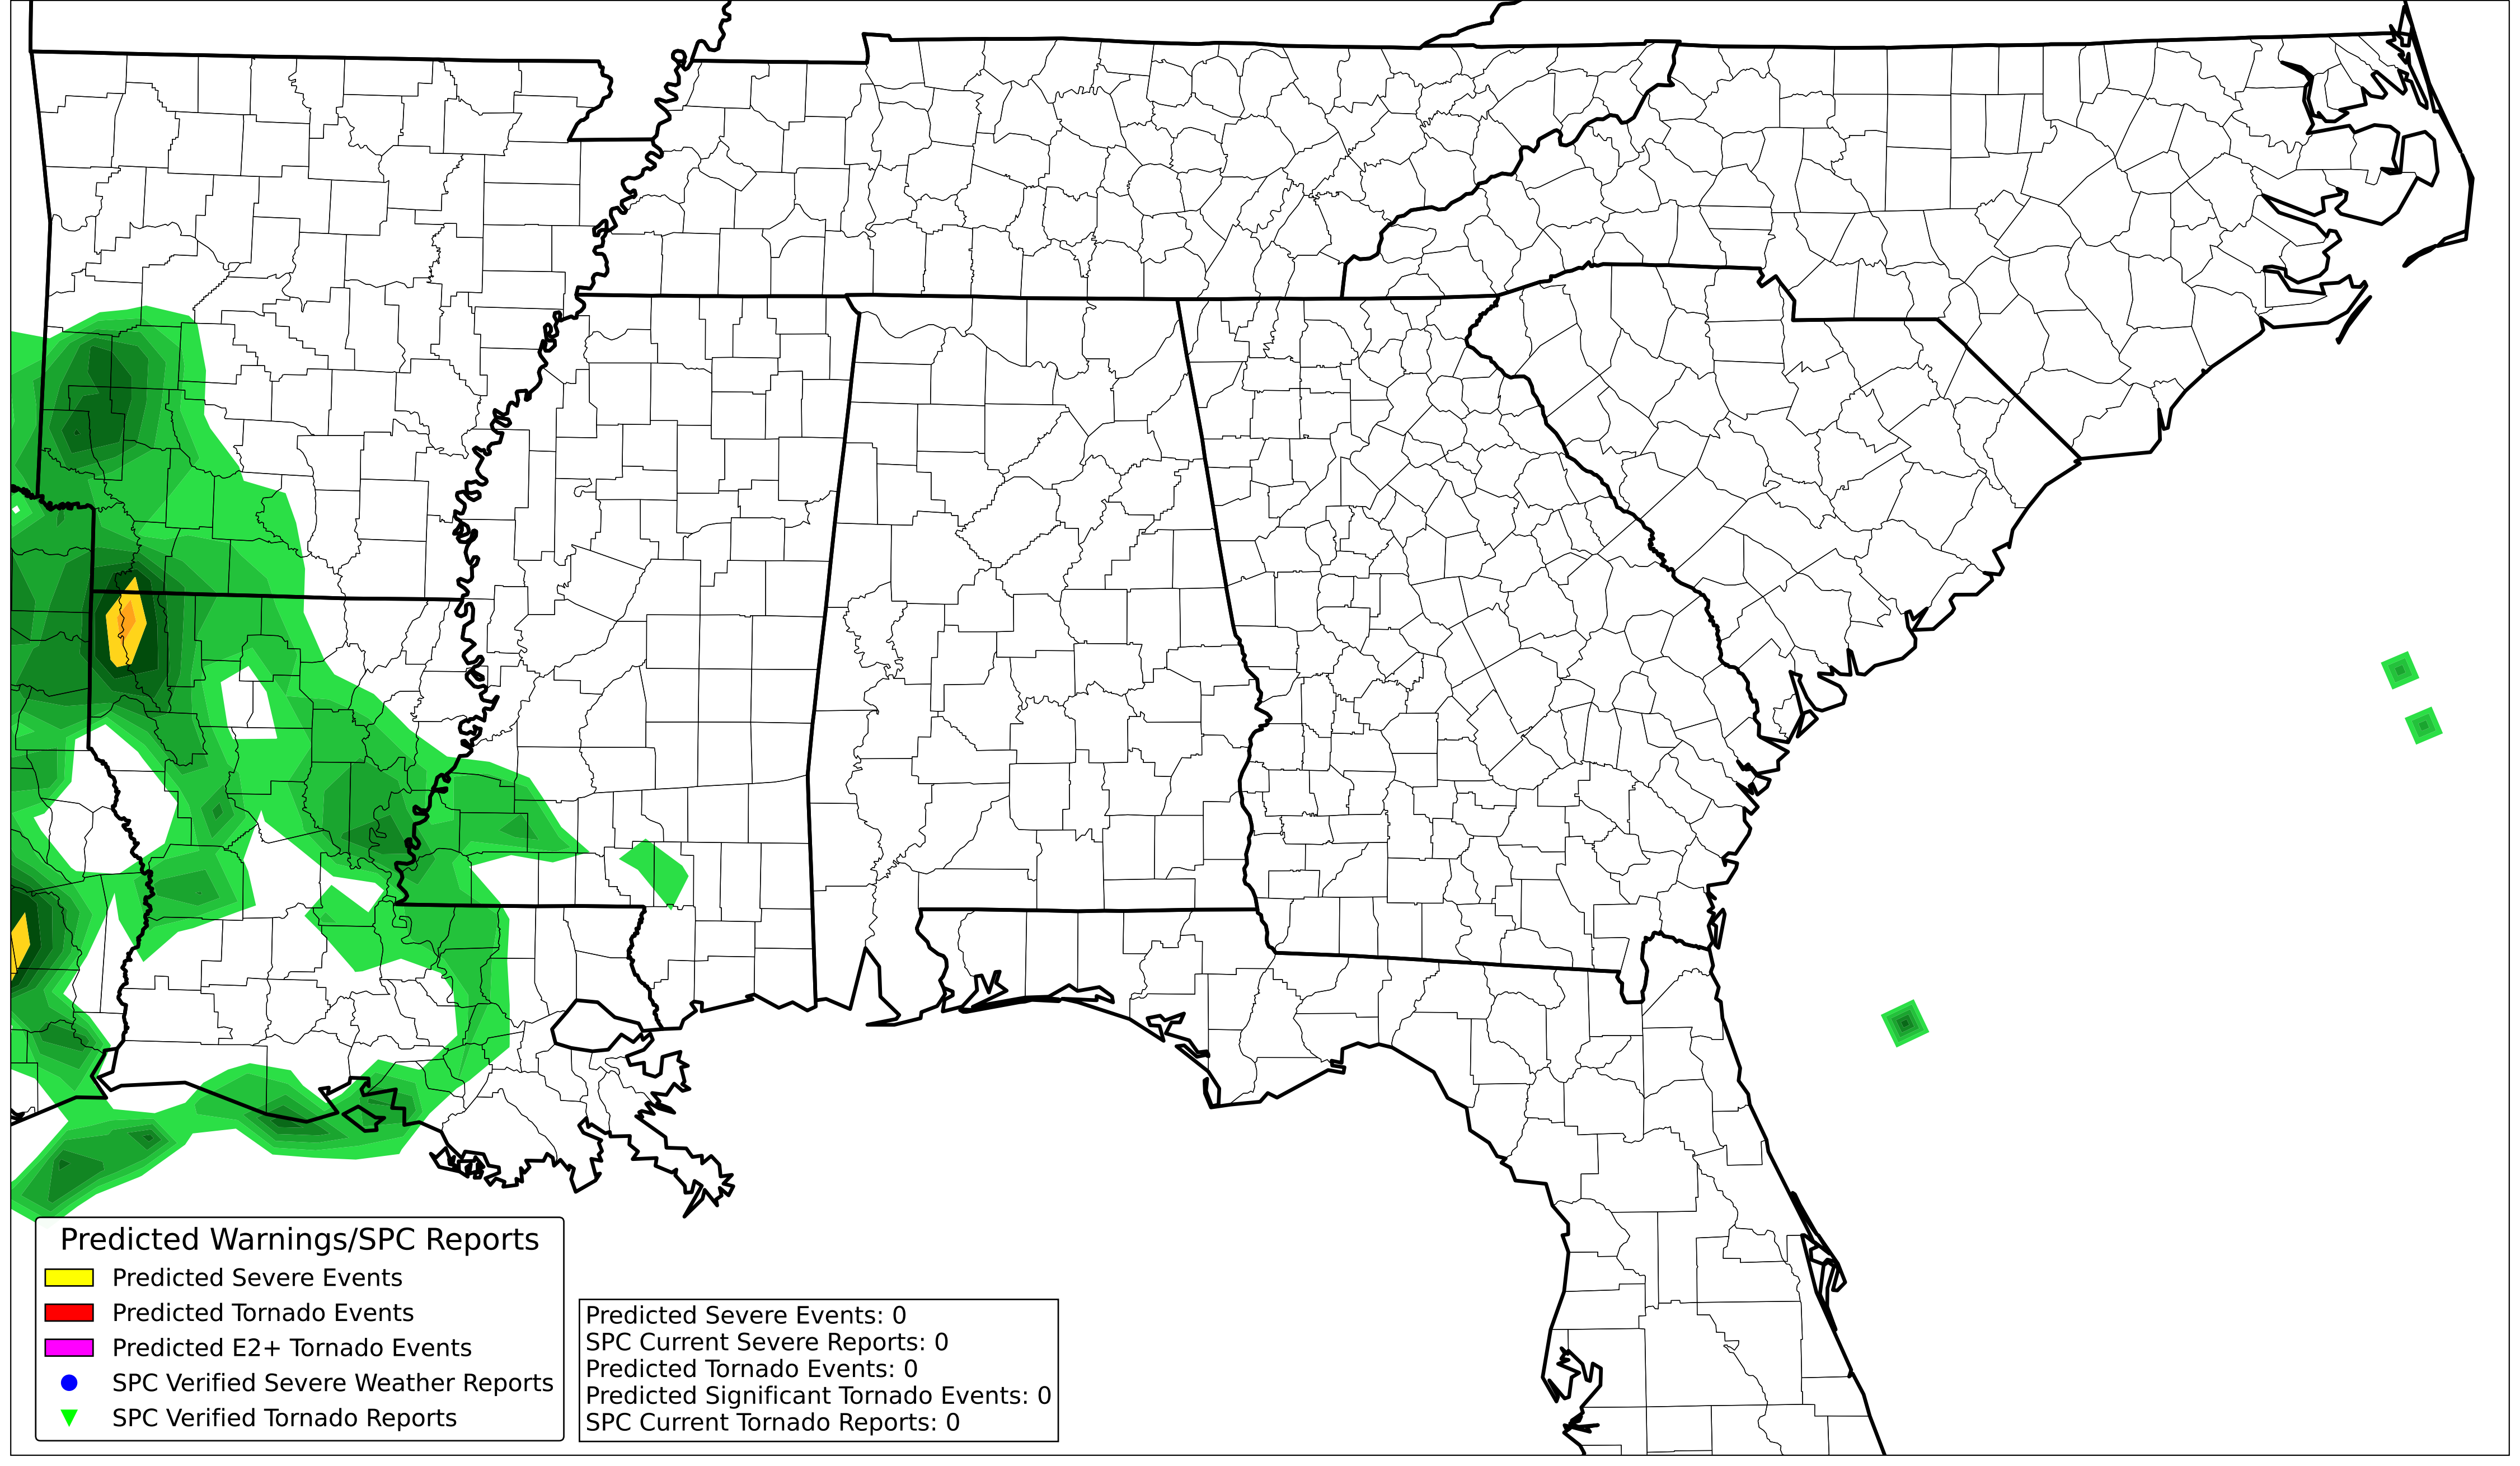 Predicted Warnings/SPC Reports
Predicted Severe Events
Predicted Tornado Events
Predicted E2+ Tornado Events
SPC Verified Severe Weather Reports
SPC Verified Tornado Reports
Predicted Severe Events: 0
SPC Current Severe Reports: 0
Predicted Tornado Events: 0
Predicted Significant Tornado Events: 0
SPC Current Tornado Reports: 0